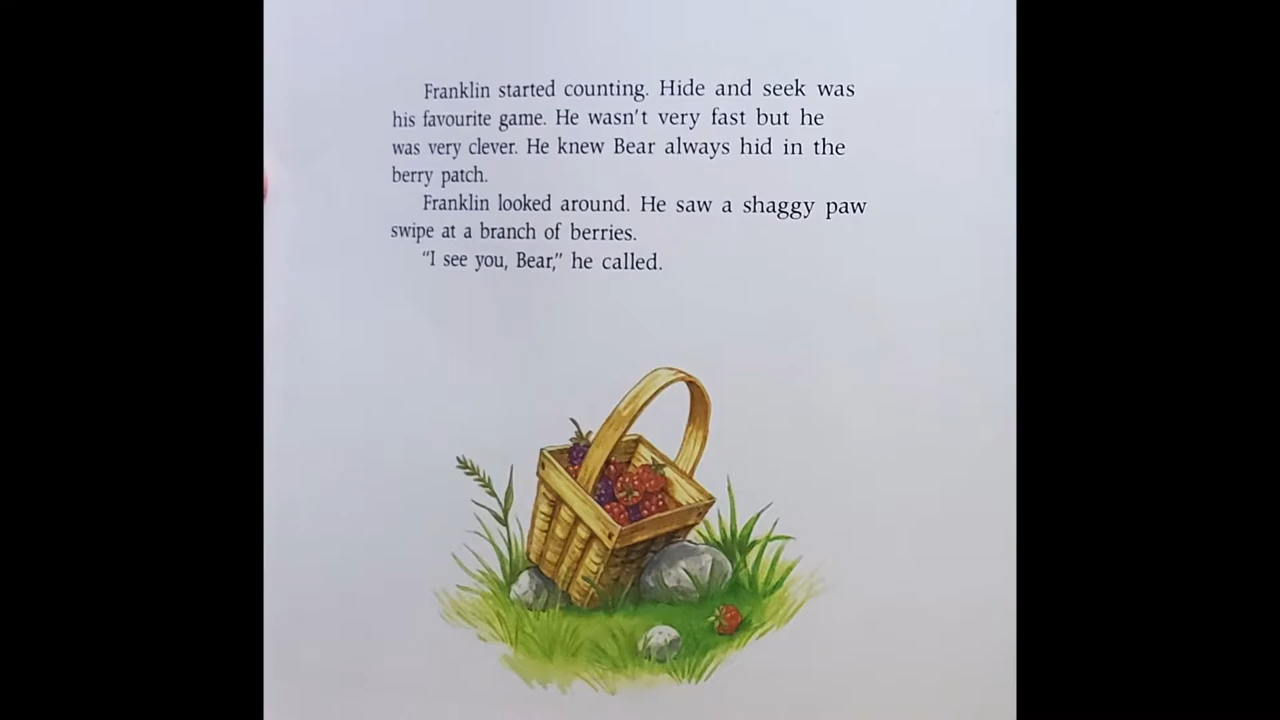 Franklin started counting. Hide and seek was
his favourite game. He wasn't very fast but he
was very clever. He knew Bear always hid in the
berry patch.
Franklin looked around. He saw a shaggy paw
swipe at a branch of berries.
“I see you, Bear,” he called.